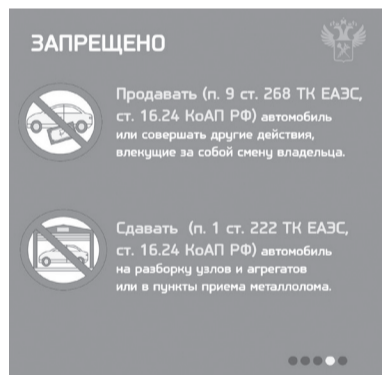 ЗАПРЕЩЕНО
Продавать (п. 9 ст. 268 ТК ЕАЭС,
ст. 16.24 КоАП РФ) автомобиль
или совершать другие действия,
влекущие за собой смену владельца.
Сдавать (п. 1 ст. 222 ТК ЕАЭС,
ст. 16.24 КоАП РФ) автомобиль
на разборку узлов и агрегатов
или в пункты приема металлолома.